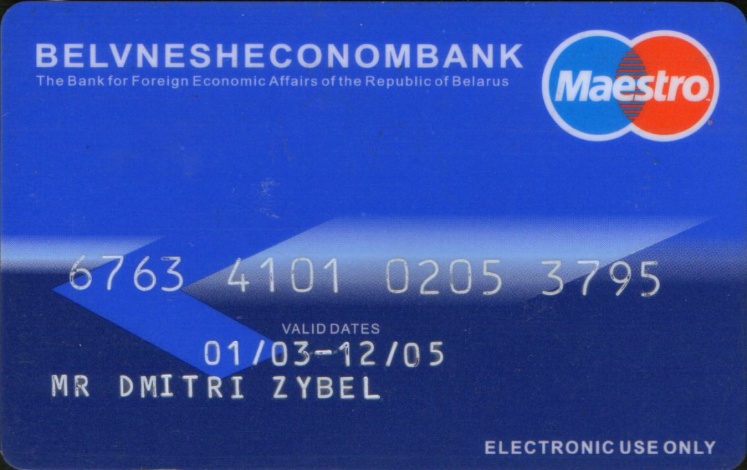 BELVNESHECONOMBANK
The Bank for Foreign Economic Affairs of the Republic of Belarus
Maestro
6763 4101 0205 3795
VALID DATES
01/03-12/05
MR DMITRI ZYBEL
ELECTRONIC USE ONLY